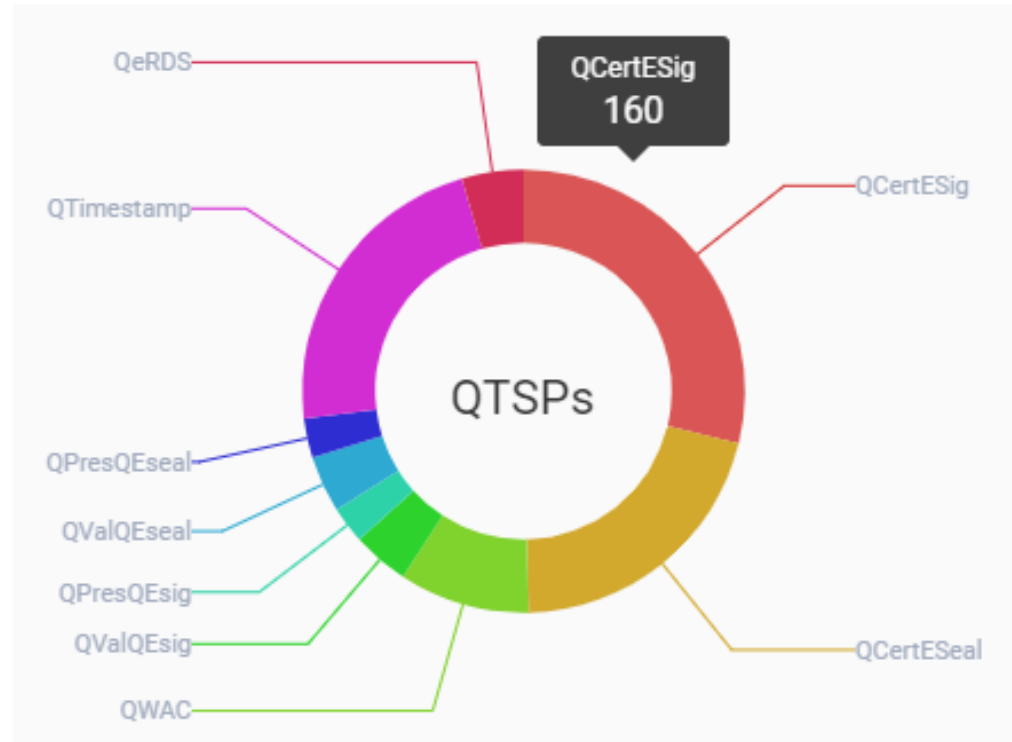 QeRDS
QCertESig
160
QCertESig
QTimestamp
QTSPs
QPresQEseal
QValQEseal
QPresQEsig
QValQEsig
QCertESeal
QWAC